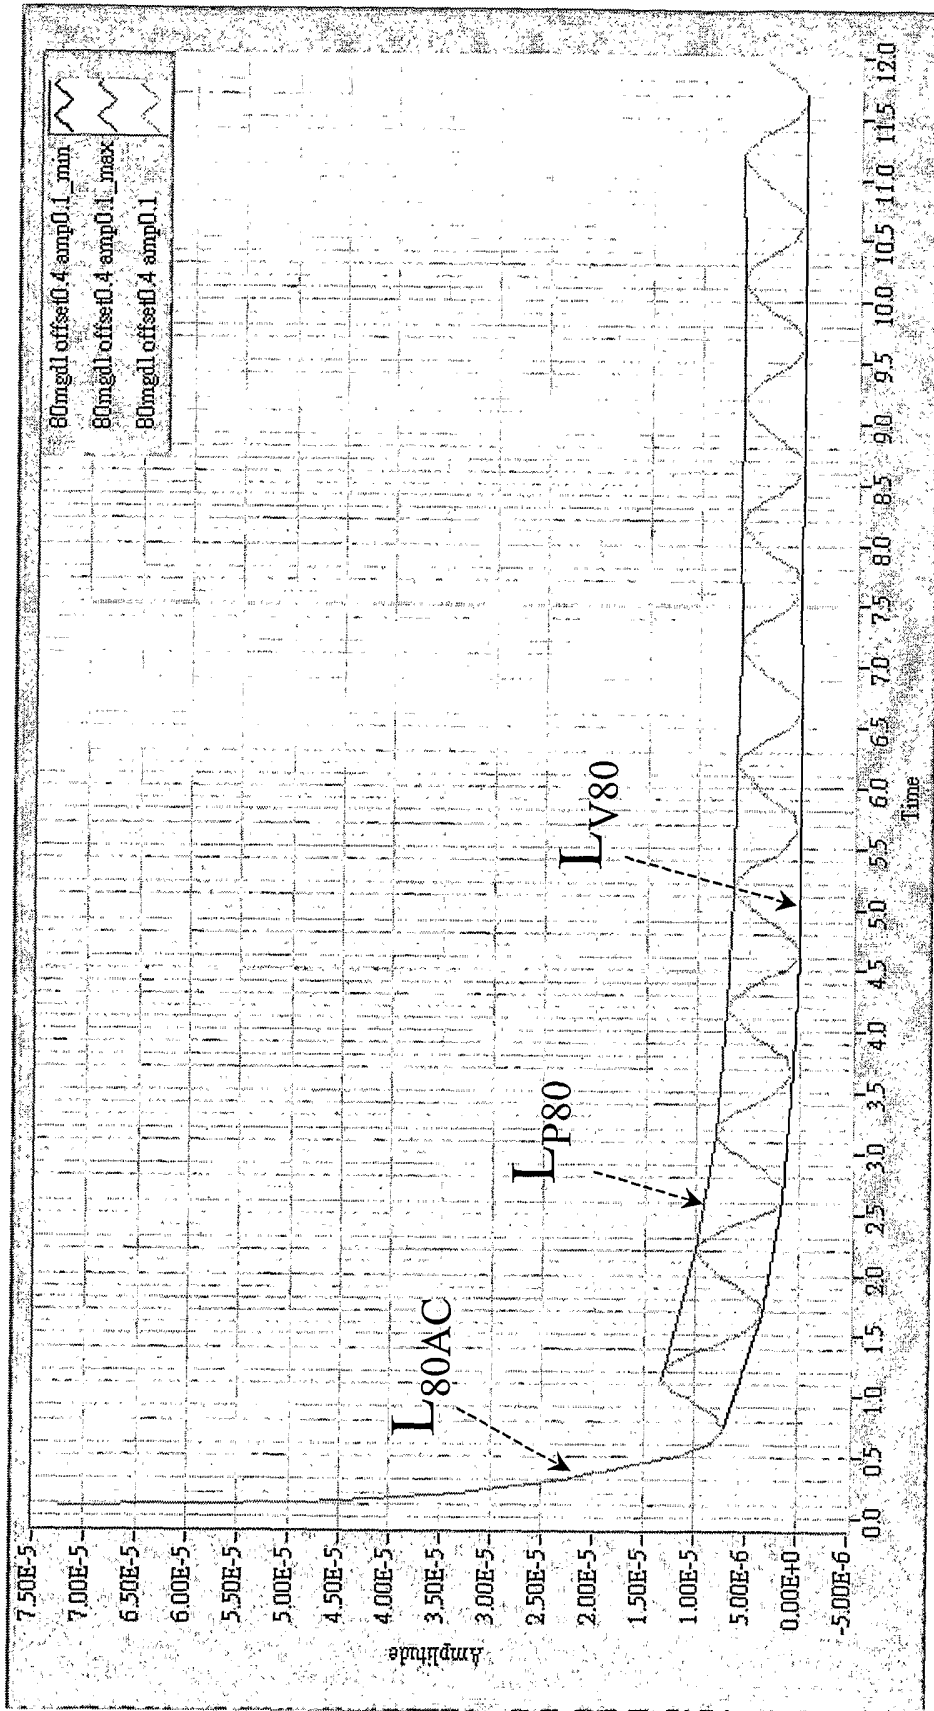 80mgdl offset0.4 amp0.1_min
80mgdl offset0.4 amp0.1_max
80mgdl offset0.4 amp0.1
7.50E-5
7.00E-5
6.50E-5
6.00E-5
5.50E-5
5.00E-5
4.50E-5
4.00E-5
3.50E-5
3.00E-5
2.50E-5
2.00E-5
1.50E-5
1.00E-5
5.00E-6
0.00E+0
-5.00E-6
Amplitude
L80AC
LP80
LV80
0.0 0.5 1.0 1.5 2.0 2.5 3.0 3.5 4.0 4.5 5.0 5.5 6.0 6.5 7.0 7.5 8.0 8.5 9.0 9.5 10.0 10.5 11.0 11.5 12.0
Time